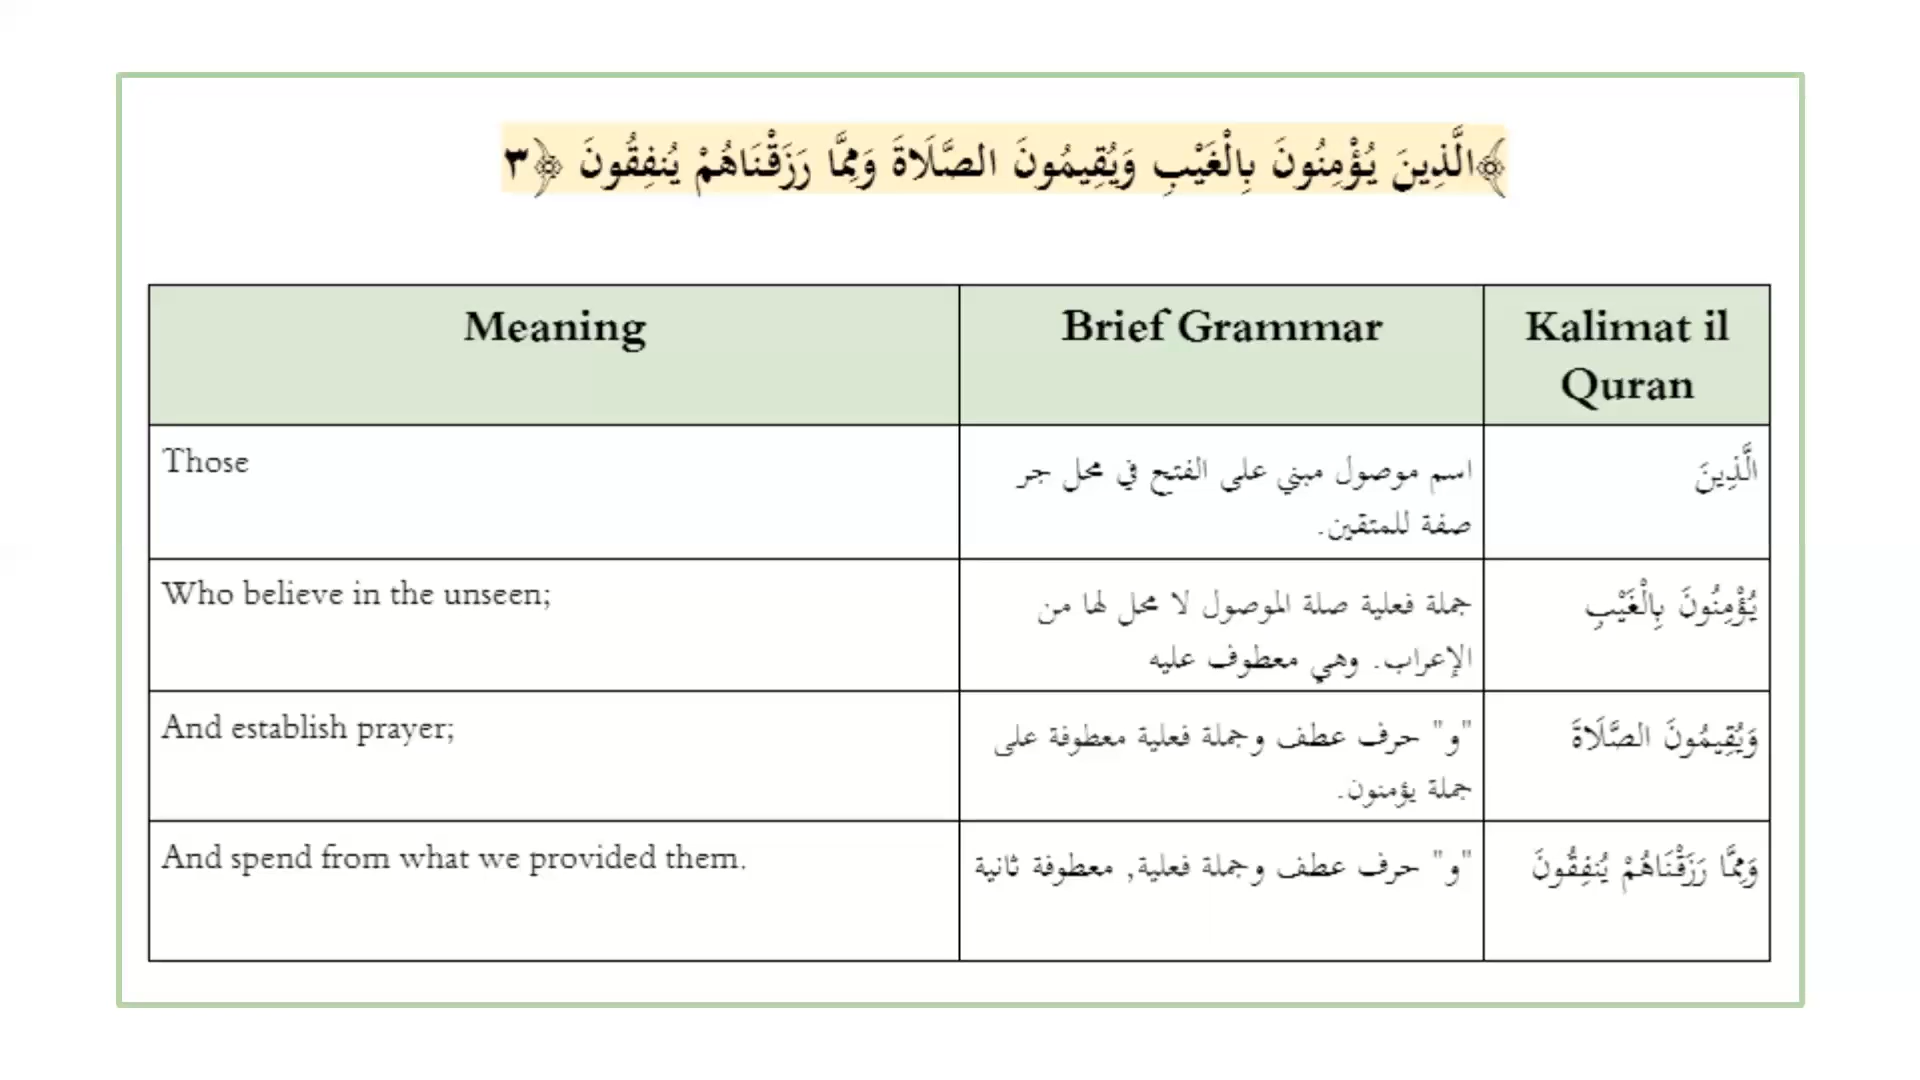 ﴿الَّذِينَ يُؤْمِنُونَ بِالْغَيْبِ وَيُقِيمُونَ الصَّلَاةَ وَمِمَّا رَزَقْنَاهُمْ يُنفِقُونَ ﴾٣
Meaning
Brief Grammar
Kalimat il
Quran
Those
اسم موصول مبني على الفتح في محل جر
صفة للمتقين.
الَّذِينَ
Who believe in the unseen;
جملة فعلية صلة الموصول لا محل لها من
الإعراب. وهي معطوف عليه
يُؤْمِنُونَ بِالْغَيْبِ
And establish prayer;
"و" حرف عطف وجملة فعلية معطوفة على
جملة يؤمنون.
وَيُقِيمُونَ الصَّلَاةَ
And spend from what we provided them.
"و" حرف عطف وجملة فعلية, معطوفة ثانية
وَمِمَّا رَزَقْنَاهُمْ يُنفِقُونَ